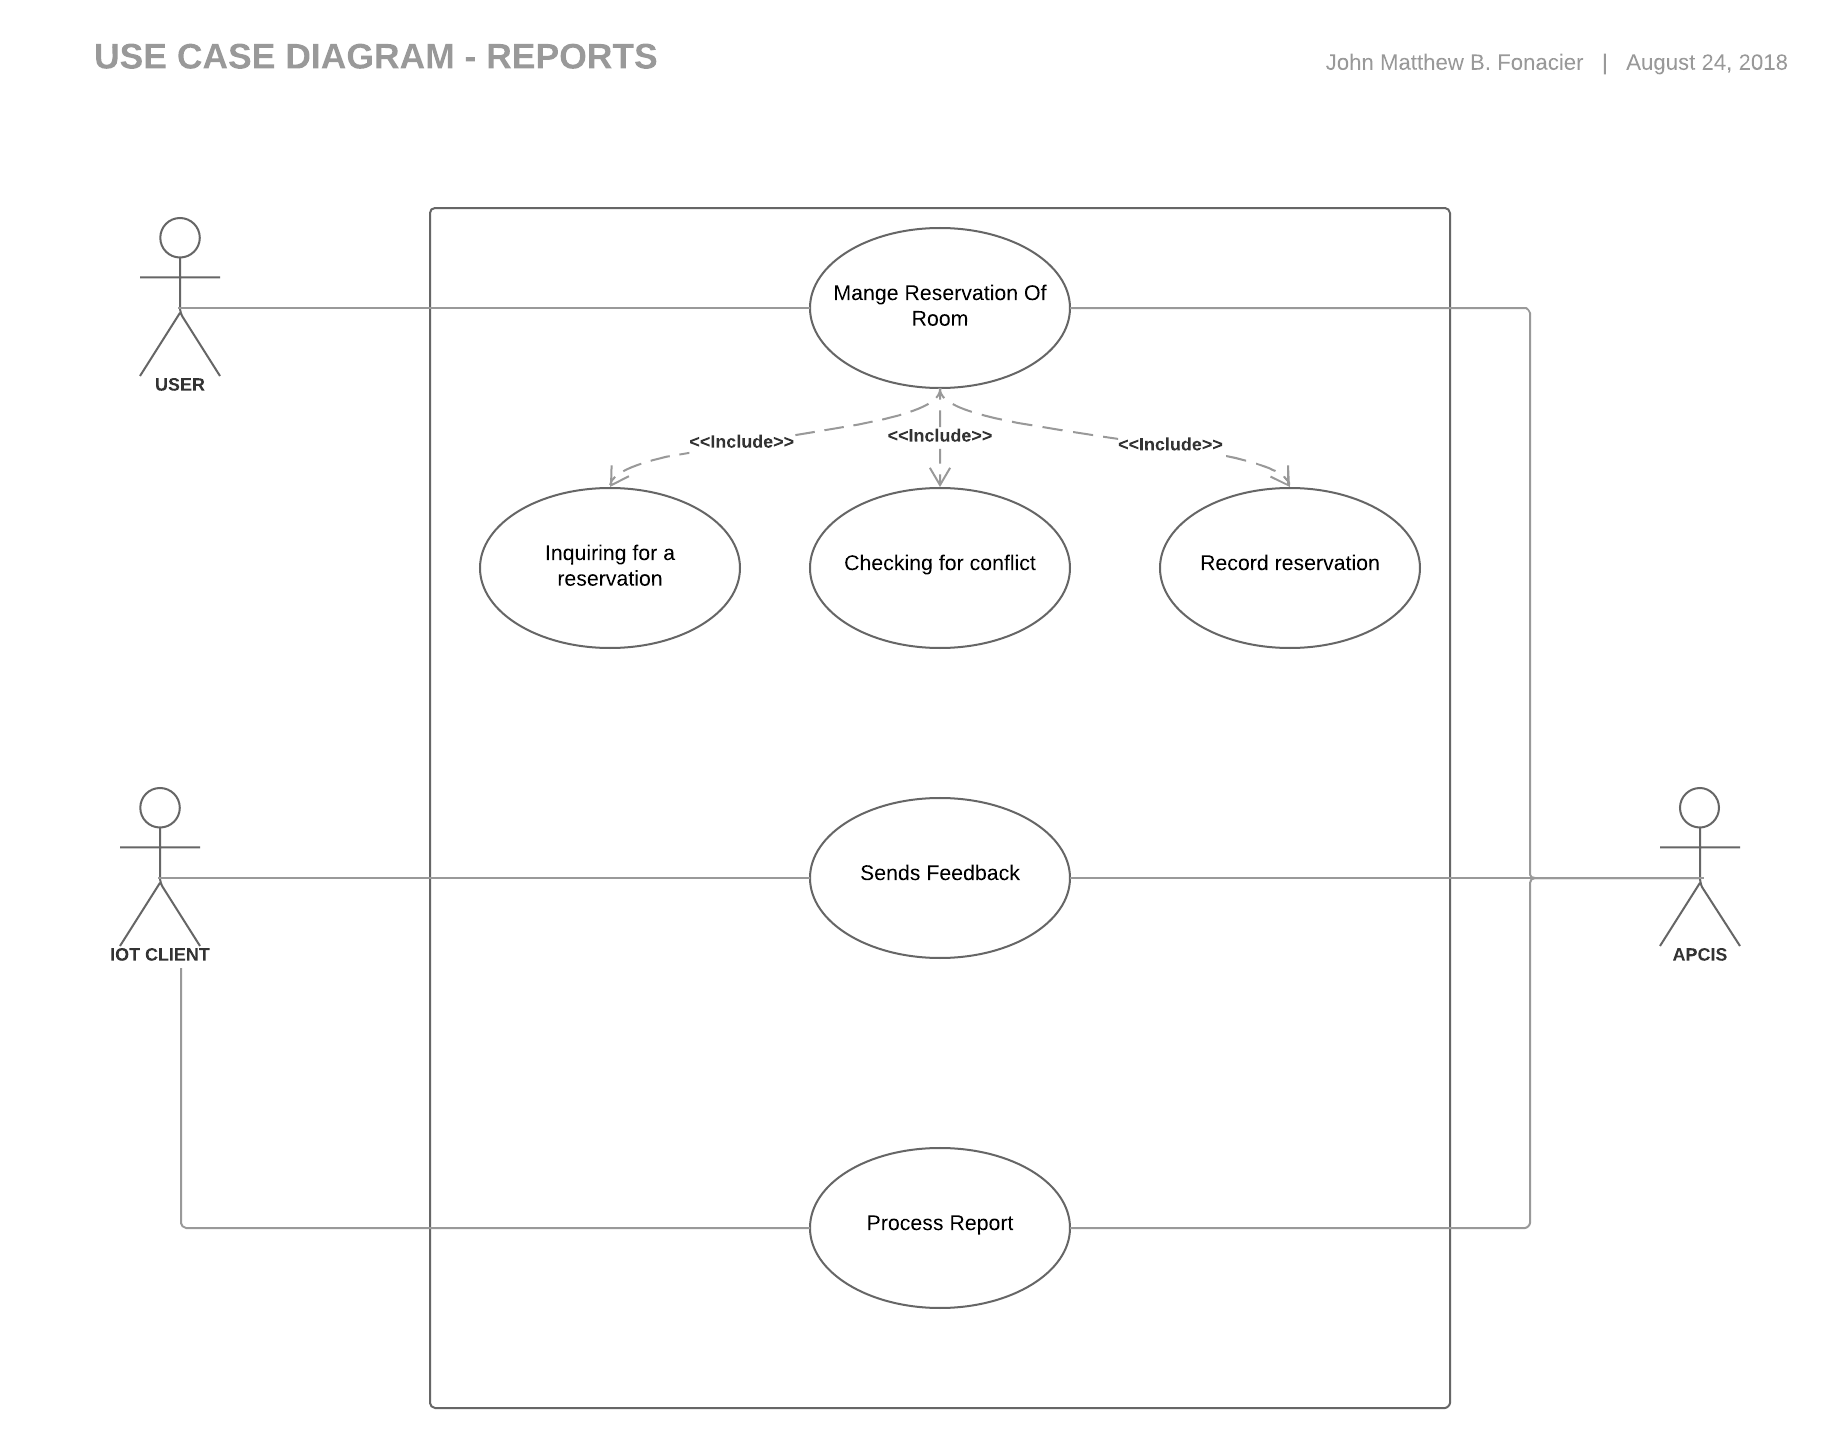 USE CASE DIAGRAM - REPORTS
John Matthew B. Fonacier | August 24, 2018
Mange Reservation Of
Room
USER
<<Include>>
<<Include>>
<<Include>>
Inquiring for a
reservation
Checking for conflict
Record reservation
Sends Feedback
IOT CLIENT
APCIS
Process Report